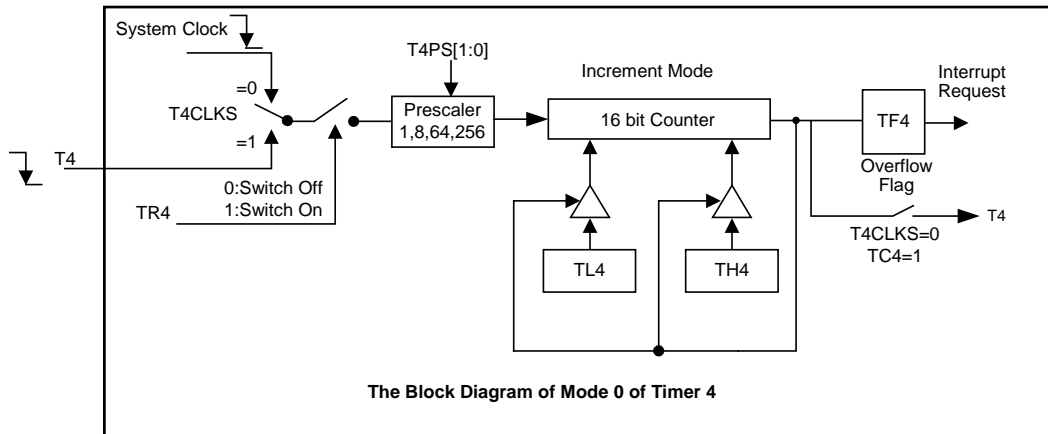 System Clock
T4PS[1:0]
Increment Mode
Interrupt
Request
=0
T4CLKS
=1
Prescaler
1,8,64,256
16 bit Counter
TF4
T4
0:Switch Off
1:Switch On
TR4
Overflow
Flag
T4
T4CLKS=0
TC4=1
TL4
TH4
The Block Diagram of Mode 0 of Timer 4